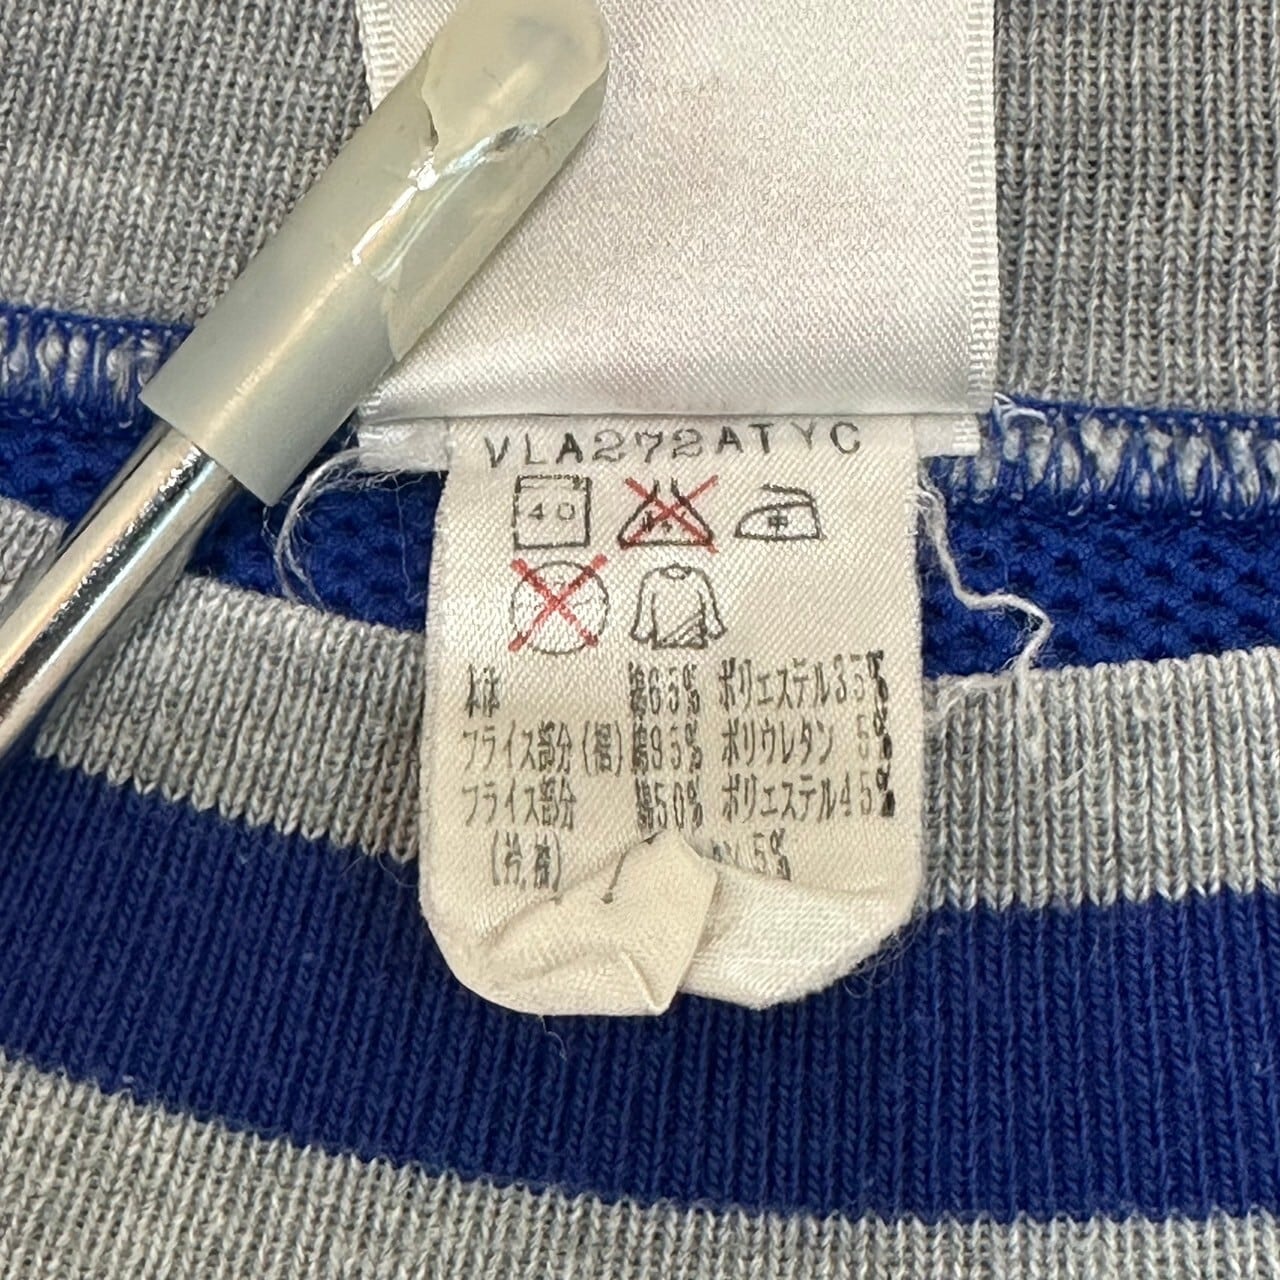 VLA272ATYC
40
中
本体 綿65% ポリエステル35%
フライス部分(裾)綿95% ポリウレタン 5%
フライス部分 綿50% ポリエステル45%
5%